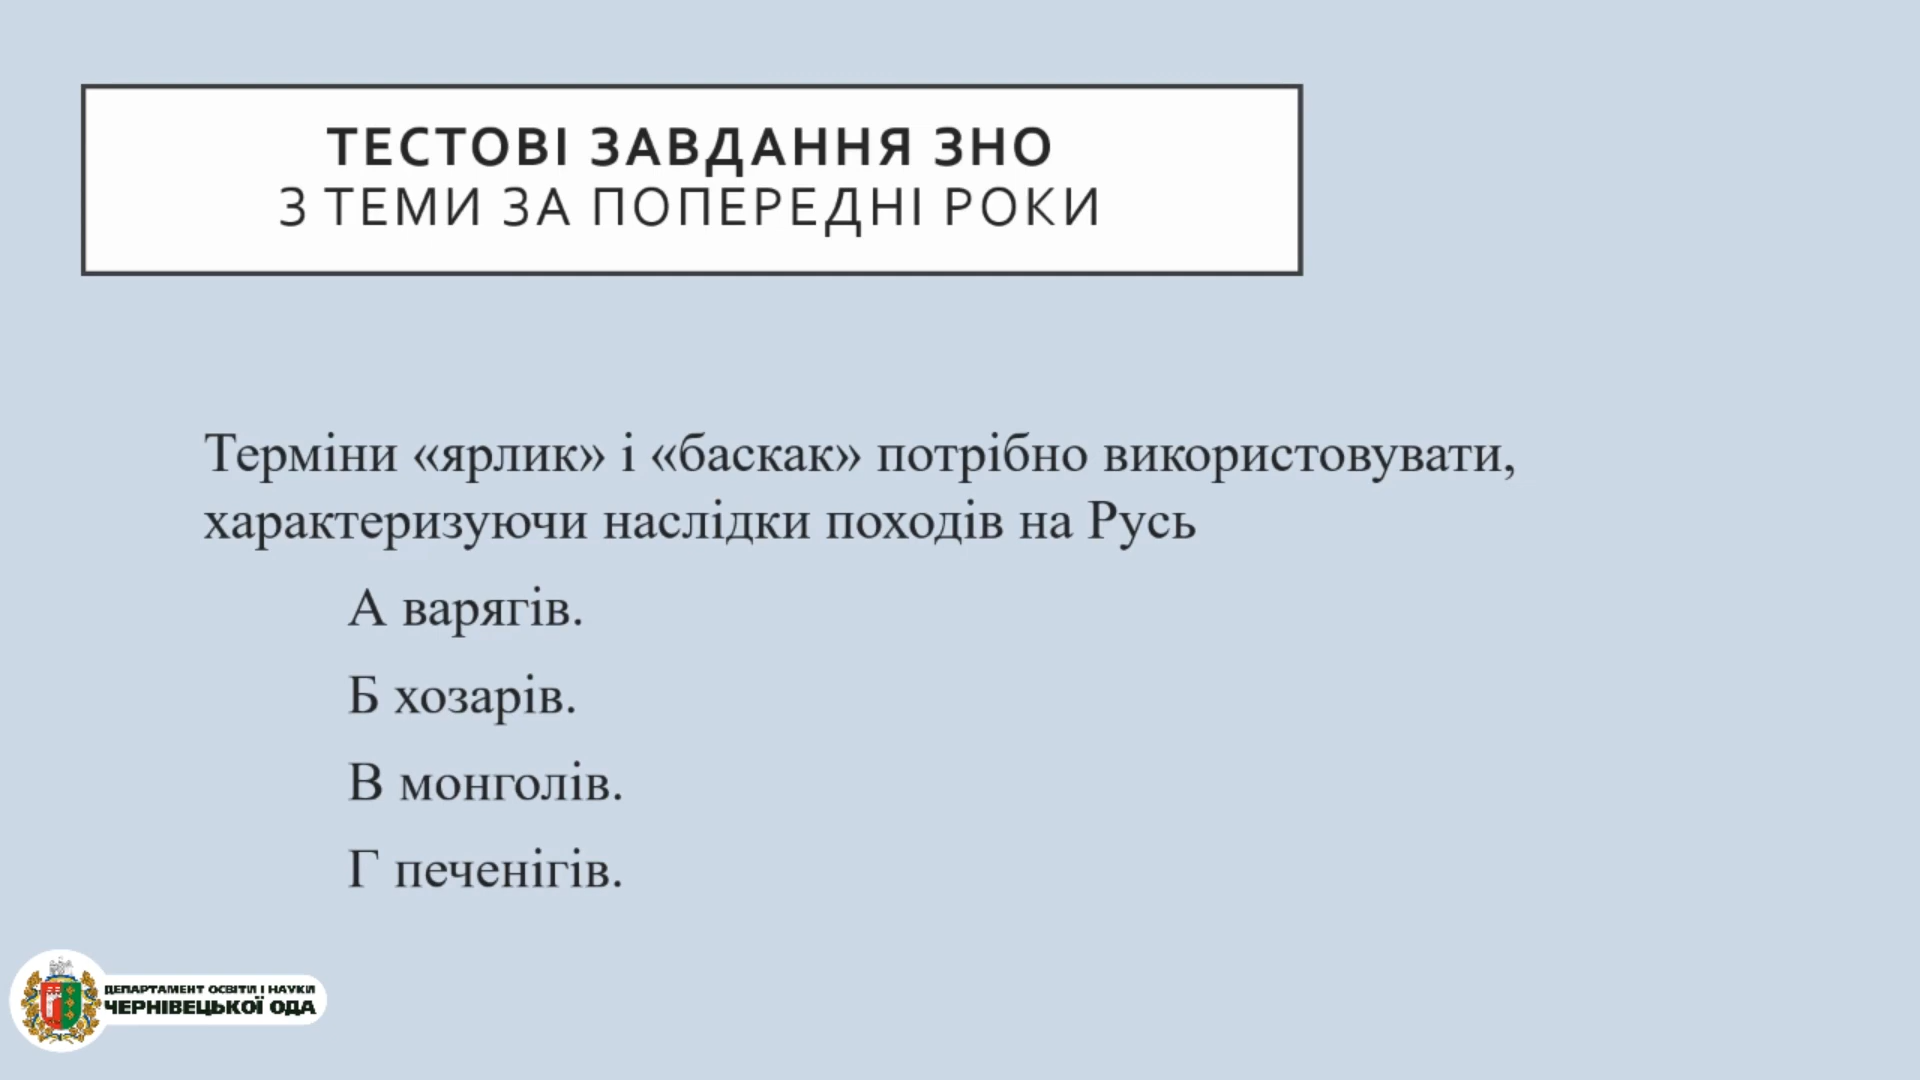 ТЕСТОВІ ЗАВДАННЯ ЗНО
З ТЕМИ ЗА ПОПЕРЕДНІ РОКИ
Терміни «ярлик» і «баскак» потрібно використовувати,
характеризуючи наслідки походів на Русь
А варягів.
Б хозарів.
В монголів.
Г печенігів.
ДЕПАРТАМЕНТ ОСВІТИ І НАУКИ
ЧЕРНІВЕЦЬКОЇ ОДА